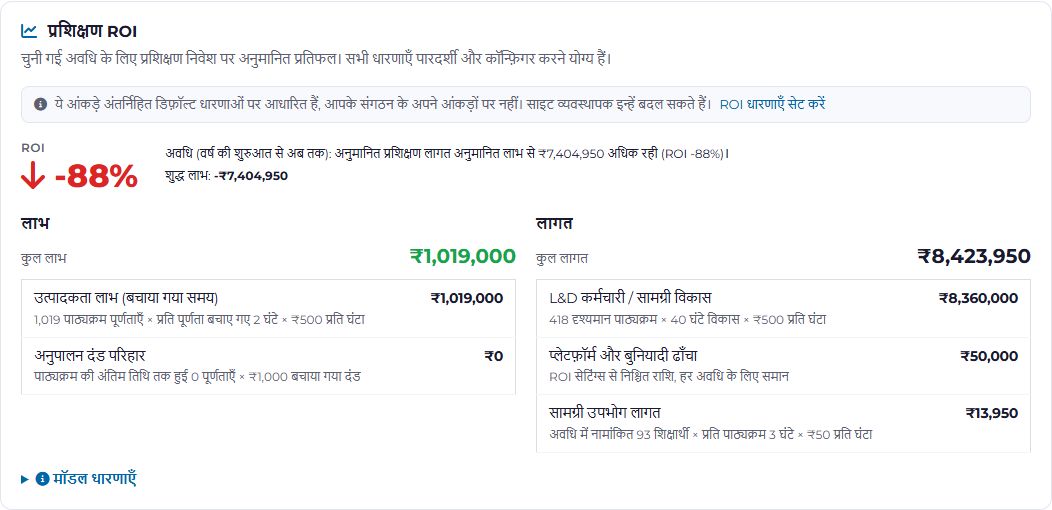 प्रशिक्षण ROI
चुनी गई अवधि के लिए प्रशिक्षण निवेश पर अनुमानित प्रतिफल। सभी धारणाएँ पारदर्शी और कॉन्फ़िगर करने योग्य हैं।
ये आंकड़े अंतर्निहित डिफ़ॉल्ट धारणाओं पर आधारित हैं, आपके संगठन के अपने आंकड़ों पर नहीं। साइट व्यवस्थापक इन्हें बदल सकते हैं। ROI धारणाएँ सेट करें
ROI
-88%
अवधि (वर्ष की शुरुआत से अब तक): अनुमानित प्रशिक्षण लागत अनुमानित लाभ से ₹7,404,950 अधिक रही (ROI -88%)।
शुद्ध लाभ: -₹7,404,950
लाभ
कुल लाभ ₹1,019,000
उत्पादकता लाभ (बचाया गया समय) ₹1,019,000
1,019 पाठ्यक्रम पूर्णताएँ × प्रति पूर्णता बचाए गए 2 घंटे × ₹500 प्रति घंटा
अनुपालन दंड परिहार ₹0
पाठ्यक्रम की अंतिम तिथि तक हुई 0 पूर्णताएँ × ₹1,000 बचाया गया दंड
लागत
कुल लागत ₹8,423,950
L&D कर्मचारी / सामग्री विकास ₹8,360,000
418 दृश्यमान पाठ्यक्रम × 40 घंटे विकास × ₹500 प्रति घंटा
प्लेटफ़ॉर्म और बुनियादी ढाँचा ₹50,000
ROI सेटिंग्स से निश्चित राशि, हर अवधि के लिए समान
सामग्री उपभोग लागत ₹13,950
अवधि में नामांकित 93 शिक्षार्थी × प्रति पाठ्यक्रम 3 घंटे × ₹50 प्रति घंटा
मॉडल धारणाएँ